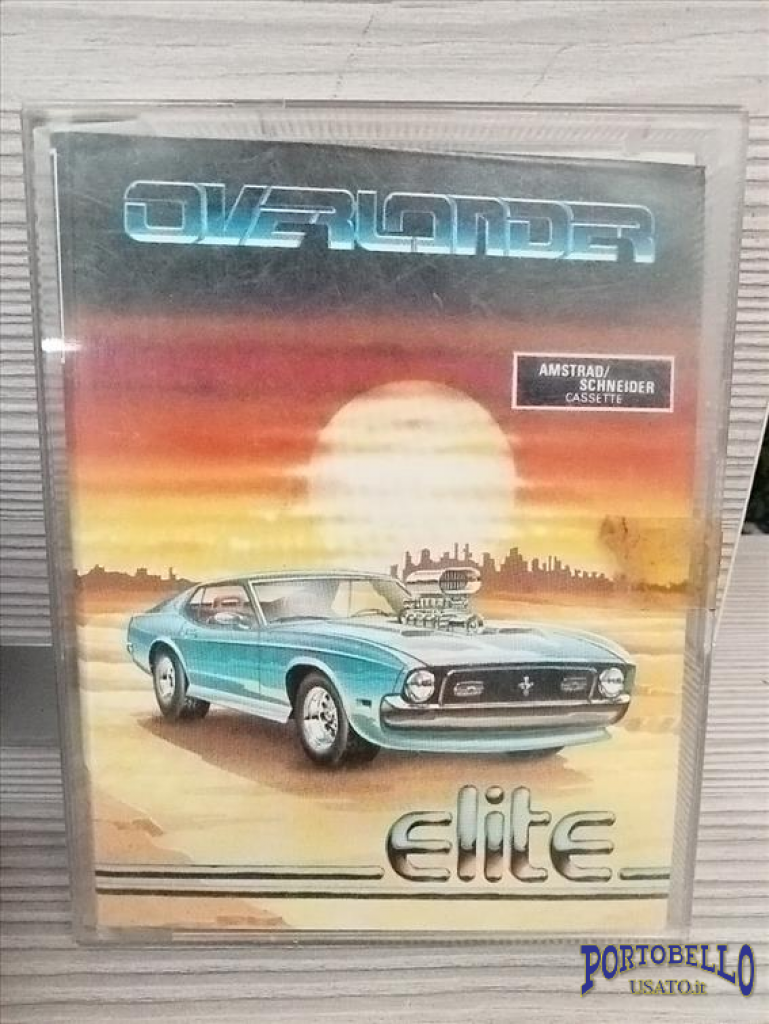 OVERLANDER
AMSTRAD/
SCHNEIDER
CASSETTE
elite
PORTOBELLO
USATO.it